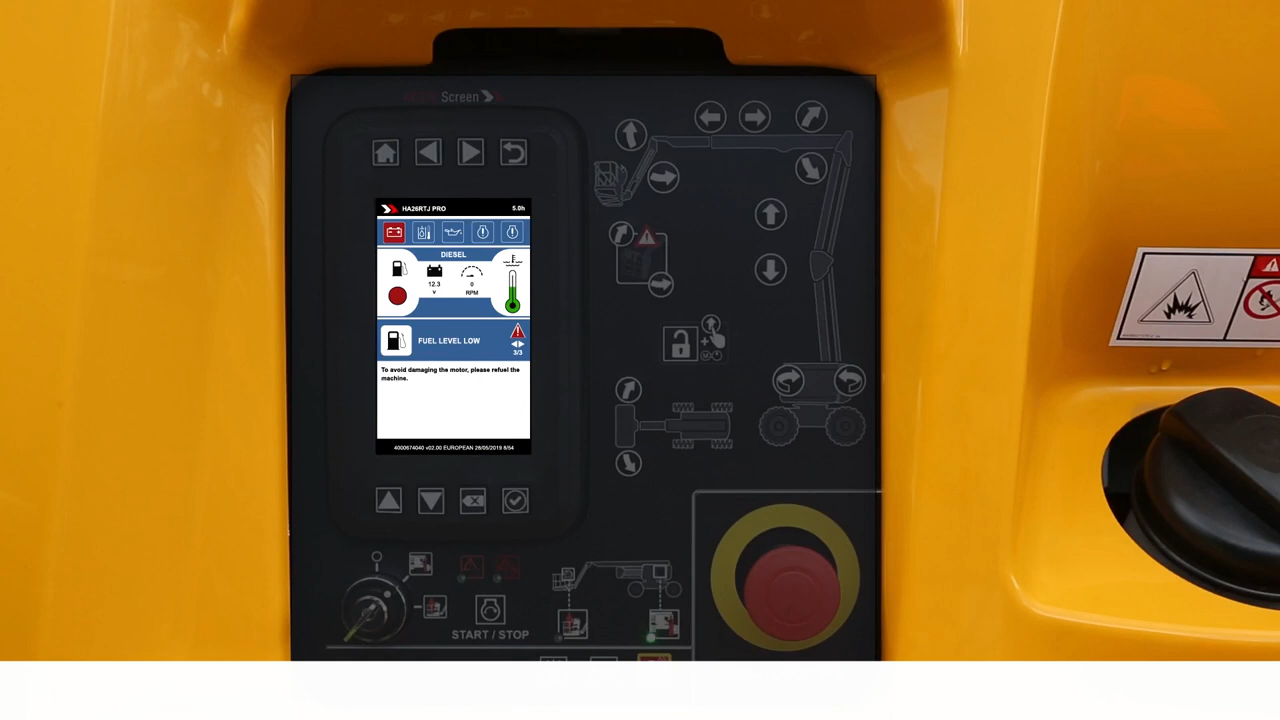 Screen
HA26RTJ PRO 5.0h
DIESEL
12.3 0
V RPM
FUEL LEVEL LOW
3/3
To avoid damaging the motor, please refuel the
machine.
4000674040 v02.00 EUROPEAN 28/05/2019 8/54
START / STOP